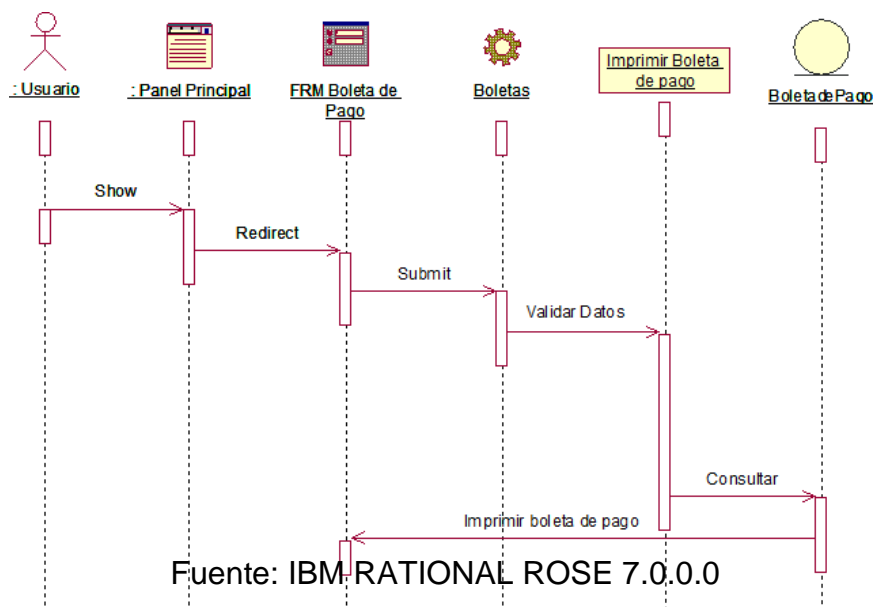 : Usuario
: Panel Principal
FRM Boleta de
Pago
Boletas
Imprimir Boleta
de pago
BoletadePago
Show
Redirect
Submit
Validar Datos
Consultar
Imprimir boleta de pago
Fuente: IBM RATIONAL ROSE 7.0.0.0